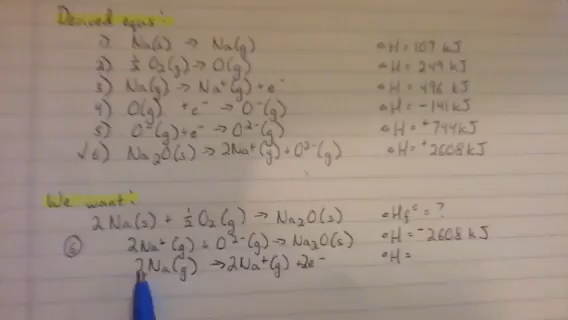 Derived eqns:
1) Na(s) → Na(g) ΔH = 107 kJ
2) ½ O₂(g) → O(g) ΔH = 249 kJ
3) Na(g) → Na⁺(g) + e⁻ ΔH = 496 kJ
4) O(g) + e⁻ → O⁻(g) ΔH = -141 kJ
5) O⁻(g) + e⁻ → O²⁻(g) ΔH = +744 kJ
√6) Na₂O(s) → 2Na⁺(g) + O²⁻(g) ΔH = +2608 kJ
We want:
2Na(s) + ½ O₂(g) → Na₂O(s) ΔHf° = ?
⑥ 2Na⁺(g) + O²⁻(g) → Na₂O(s) ΔH = -2608 kJ
2Na(g) → 2Na⁺(g) + 2e⁻ ΔH =